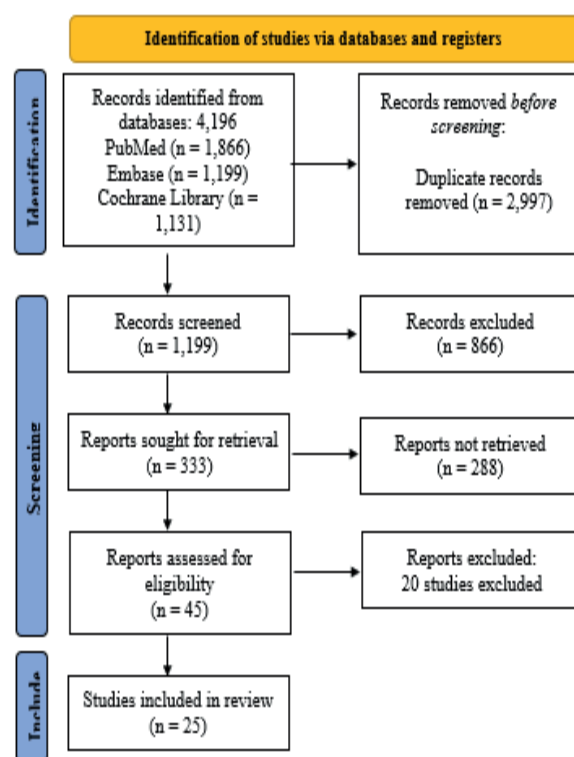 Identification of studies via databases and registers
Identification
Records identified from
databases: 4,196
PubMed (n = 1,866)
Embase (n = 1,199)
Cochrane Library (n =
1,131)
Records removed before
screening:
Duplicate records
removed (n = 2,997)
Screening
Records screened
(n = 1,199)
Records excluded
(n = 866)
Reports sought for retrieval
(n = 333)
Reports not retrieved
(n = 288)
Reports assessed for
eligibility
(n = 45)
Reports excluded:
20 studies excluded
Include
Studies included in review
(n = 25)